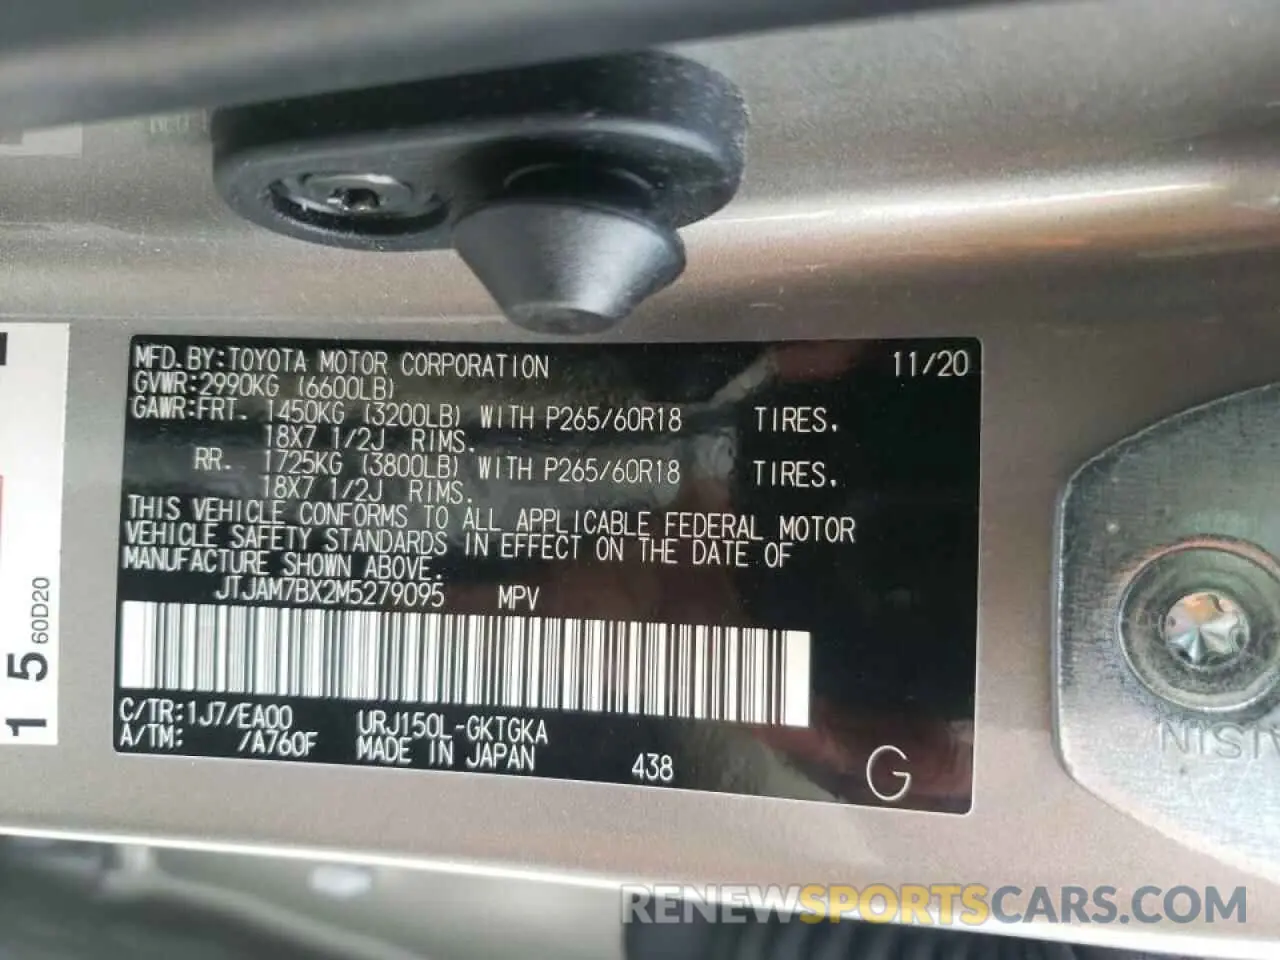 MFD.BY:TOYOTA MOTOR CORPORATION 11/20
GVWR:2990KG (6600LB)
GAWR:FRT. 1450KG (3200LB) WITH P265/60R18 TIRES.
18X7 1/2J RIMS.
RR. 1725KG (3800LB) WITH P265/60R18 TIRES.
18X7 1/2J RIMS.
THIS VEHICLE CONFORMS TO ALL APPLICABLE FEDERAL MOTOR
VEHICLE SAFETY STANDARDS IN EFFECT ON THE DATE OF
MANUFACTURE SHOWN ABOVE.
JTJAM7BX2M5279095 MPV
C/TR:1J7/EA00 URJ150L-GKTGKA
A/TM: /A760F MADE IN JAPAN 438 G
1 5 60D20
RENEWSPORTSCARS.COM